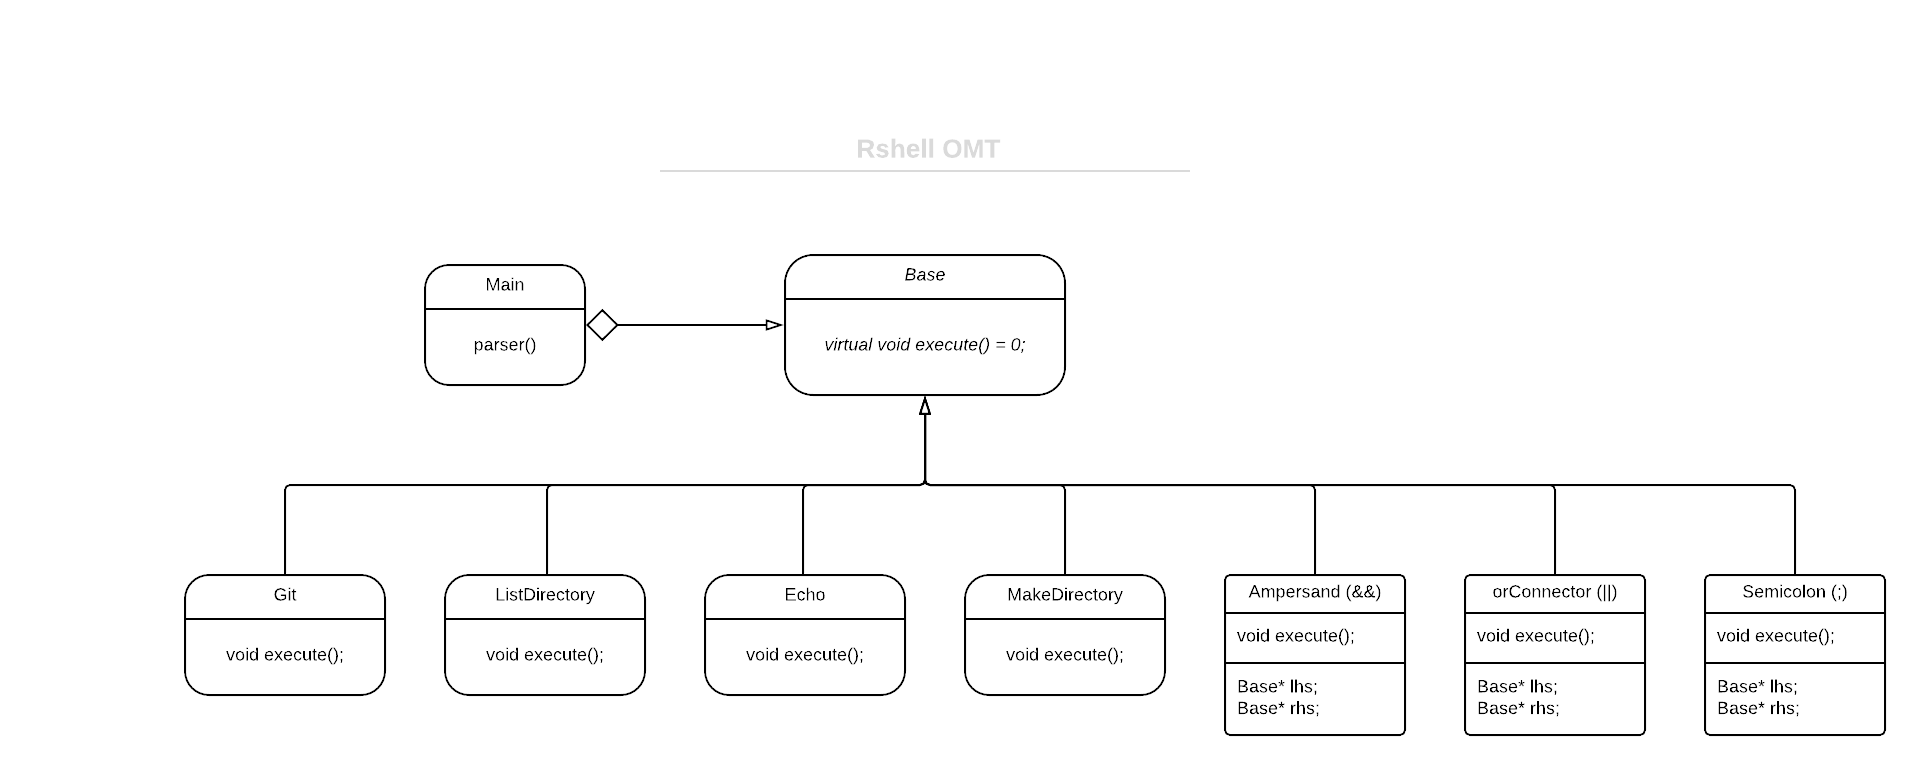 Rshell OMT
Main
parser()
Base
virtual void execute() = 0;
Git
void execute();
ListDirectory
void execute();
Echo
void execute();
MakeDirectory
void execute();
Ampersand (&&)
void execute();
Base* lhs;
Base* rhs;
orConnector (||)
void execute();
Base* lhs;
Base* rhs;
Semicolon (;)
void execute();
Base* lhs;
Base* rhs;